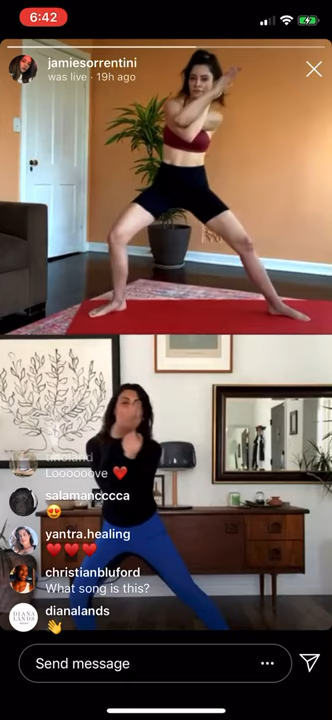 6:42
jamiesorrentini
was live · 19h ago
Loooooove ❤️
salamanccca
😍
yantra.healing
❤️❤️❤️
christianbluford
What song is this?
DIANA
LANDS
dianalands
👋
Send message